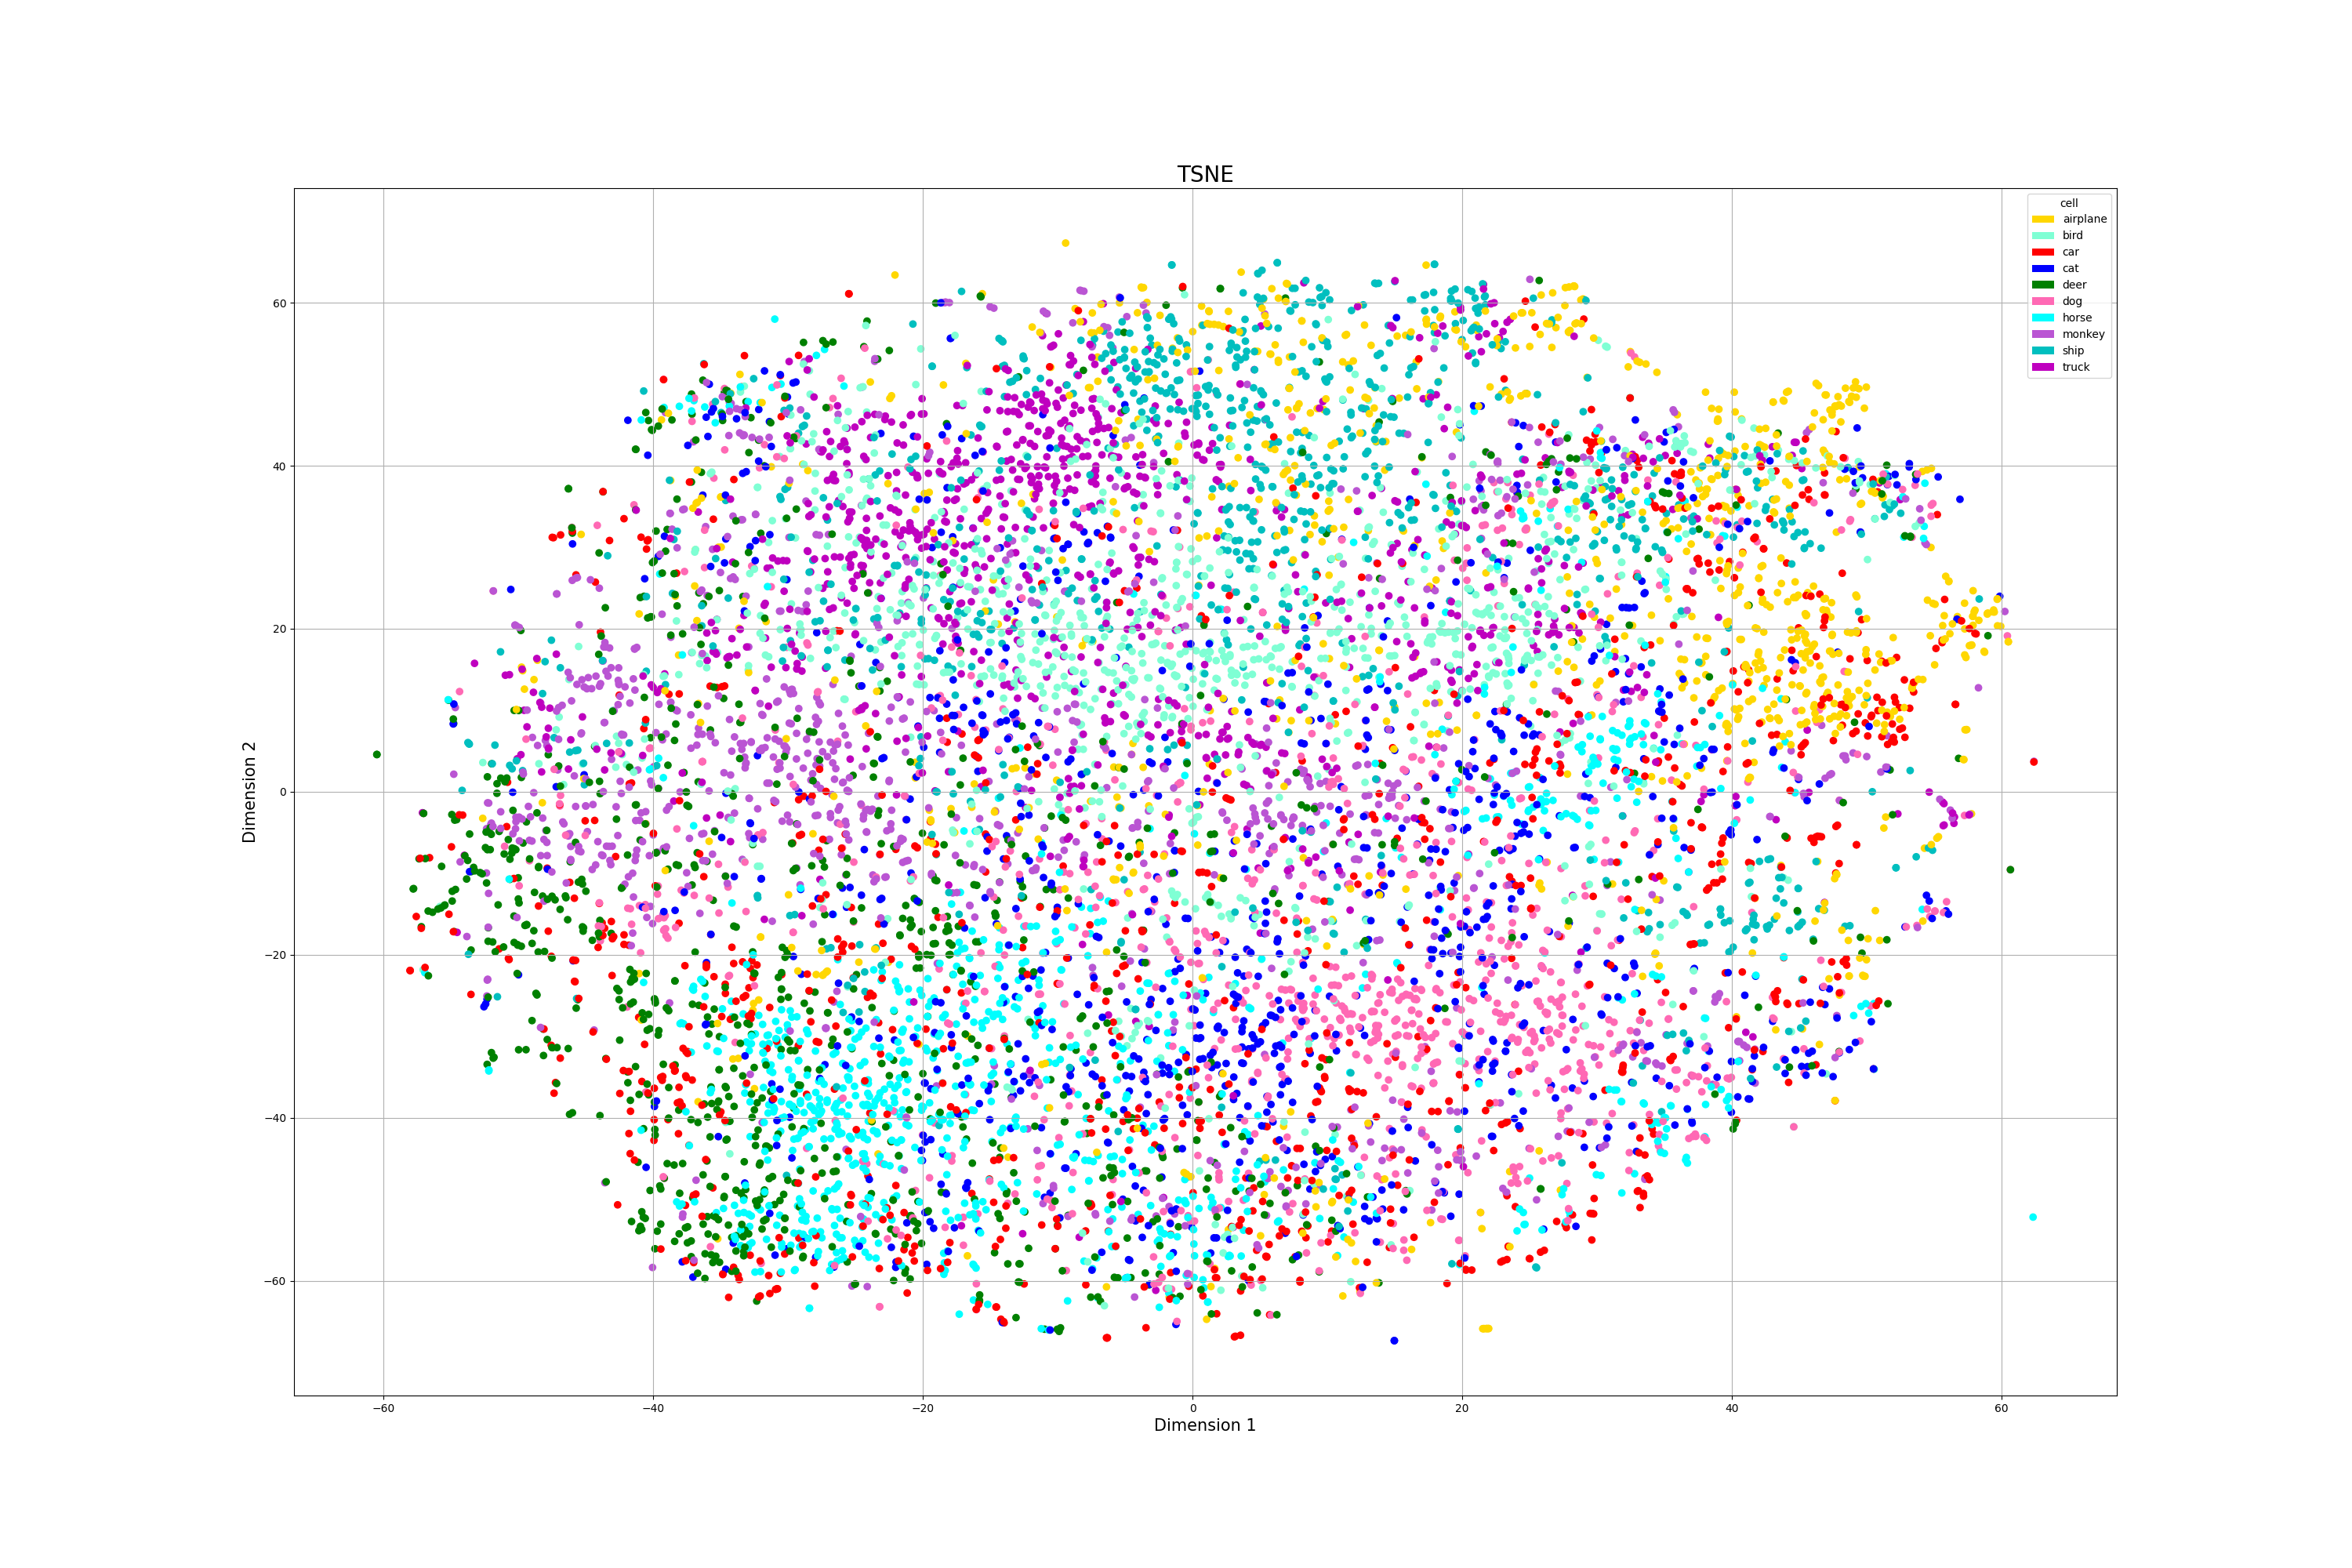 TSNE
cell
airplane
bird
car
cat
deer
dog
horse
monkey
ship
truck
60
40
20
0
−20
−40
−60
Dimension 2
−60
−40
−20
0
20
40
60
Dimension 1